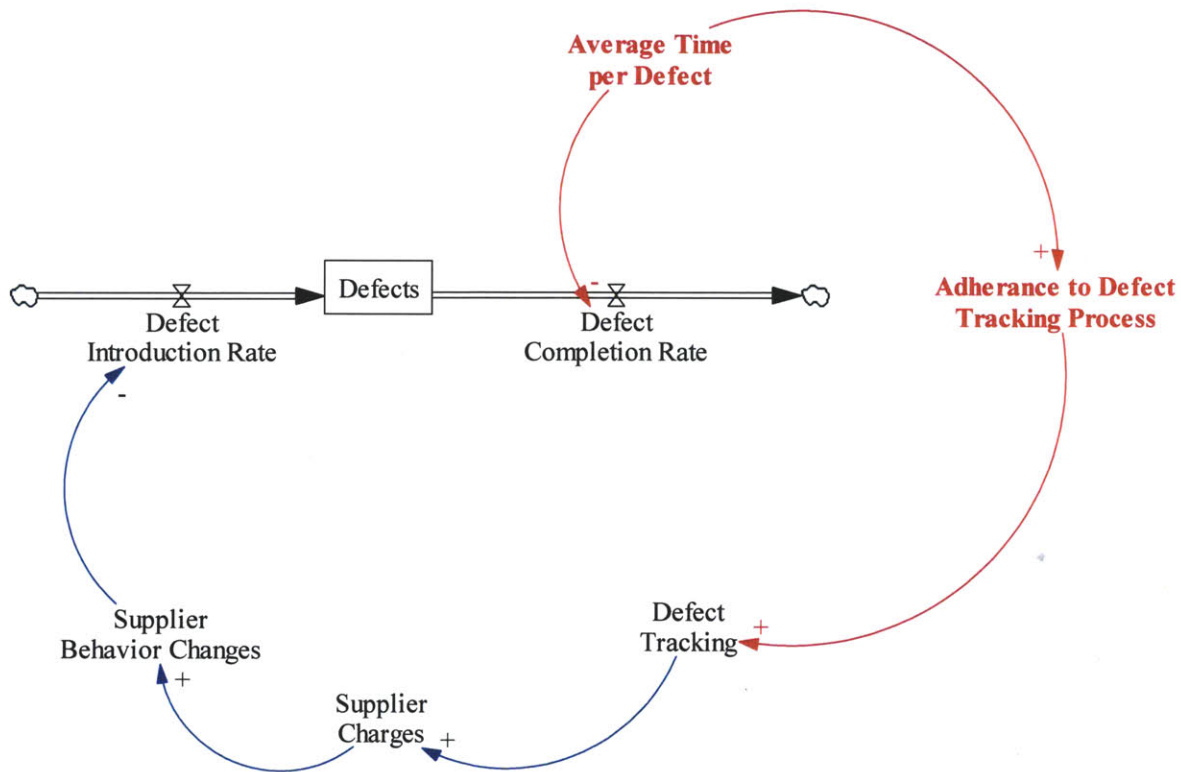 Average Time
per Defect
-
+
Adherance to Defect
Tracking Process
Defects
Defect
Introduction Rate
Defect
Completion Rate
-
Supplier
Behavior Changes
+
Defect
Tracking
+
Supplier
Charges
+